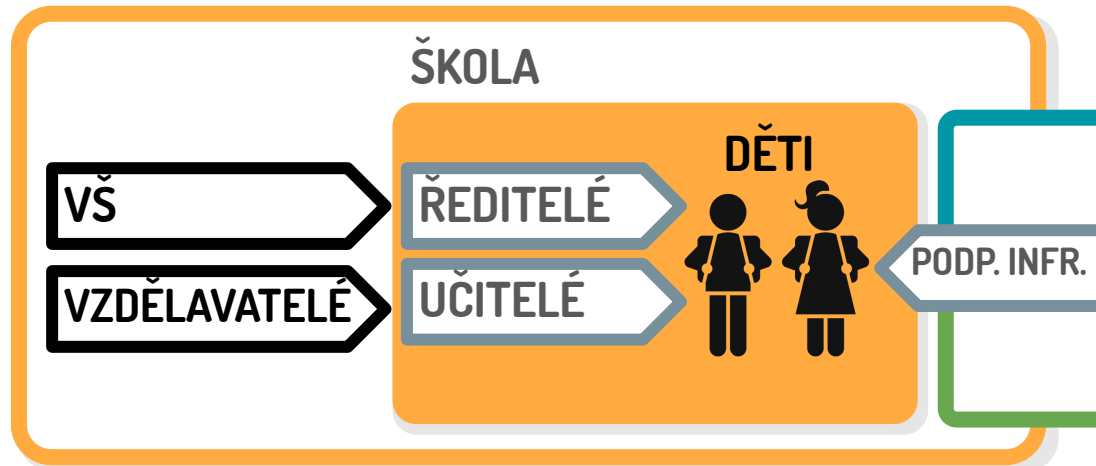 ŠKOLA
DĚTI
VŠ
ŘEDITELÉ
PODP. INFR.
VZDĚLAVATELÉ
UČITELÉ